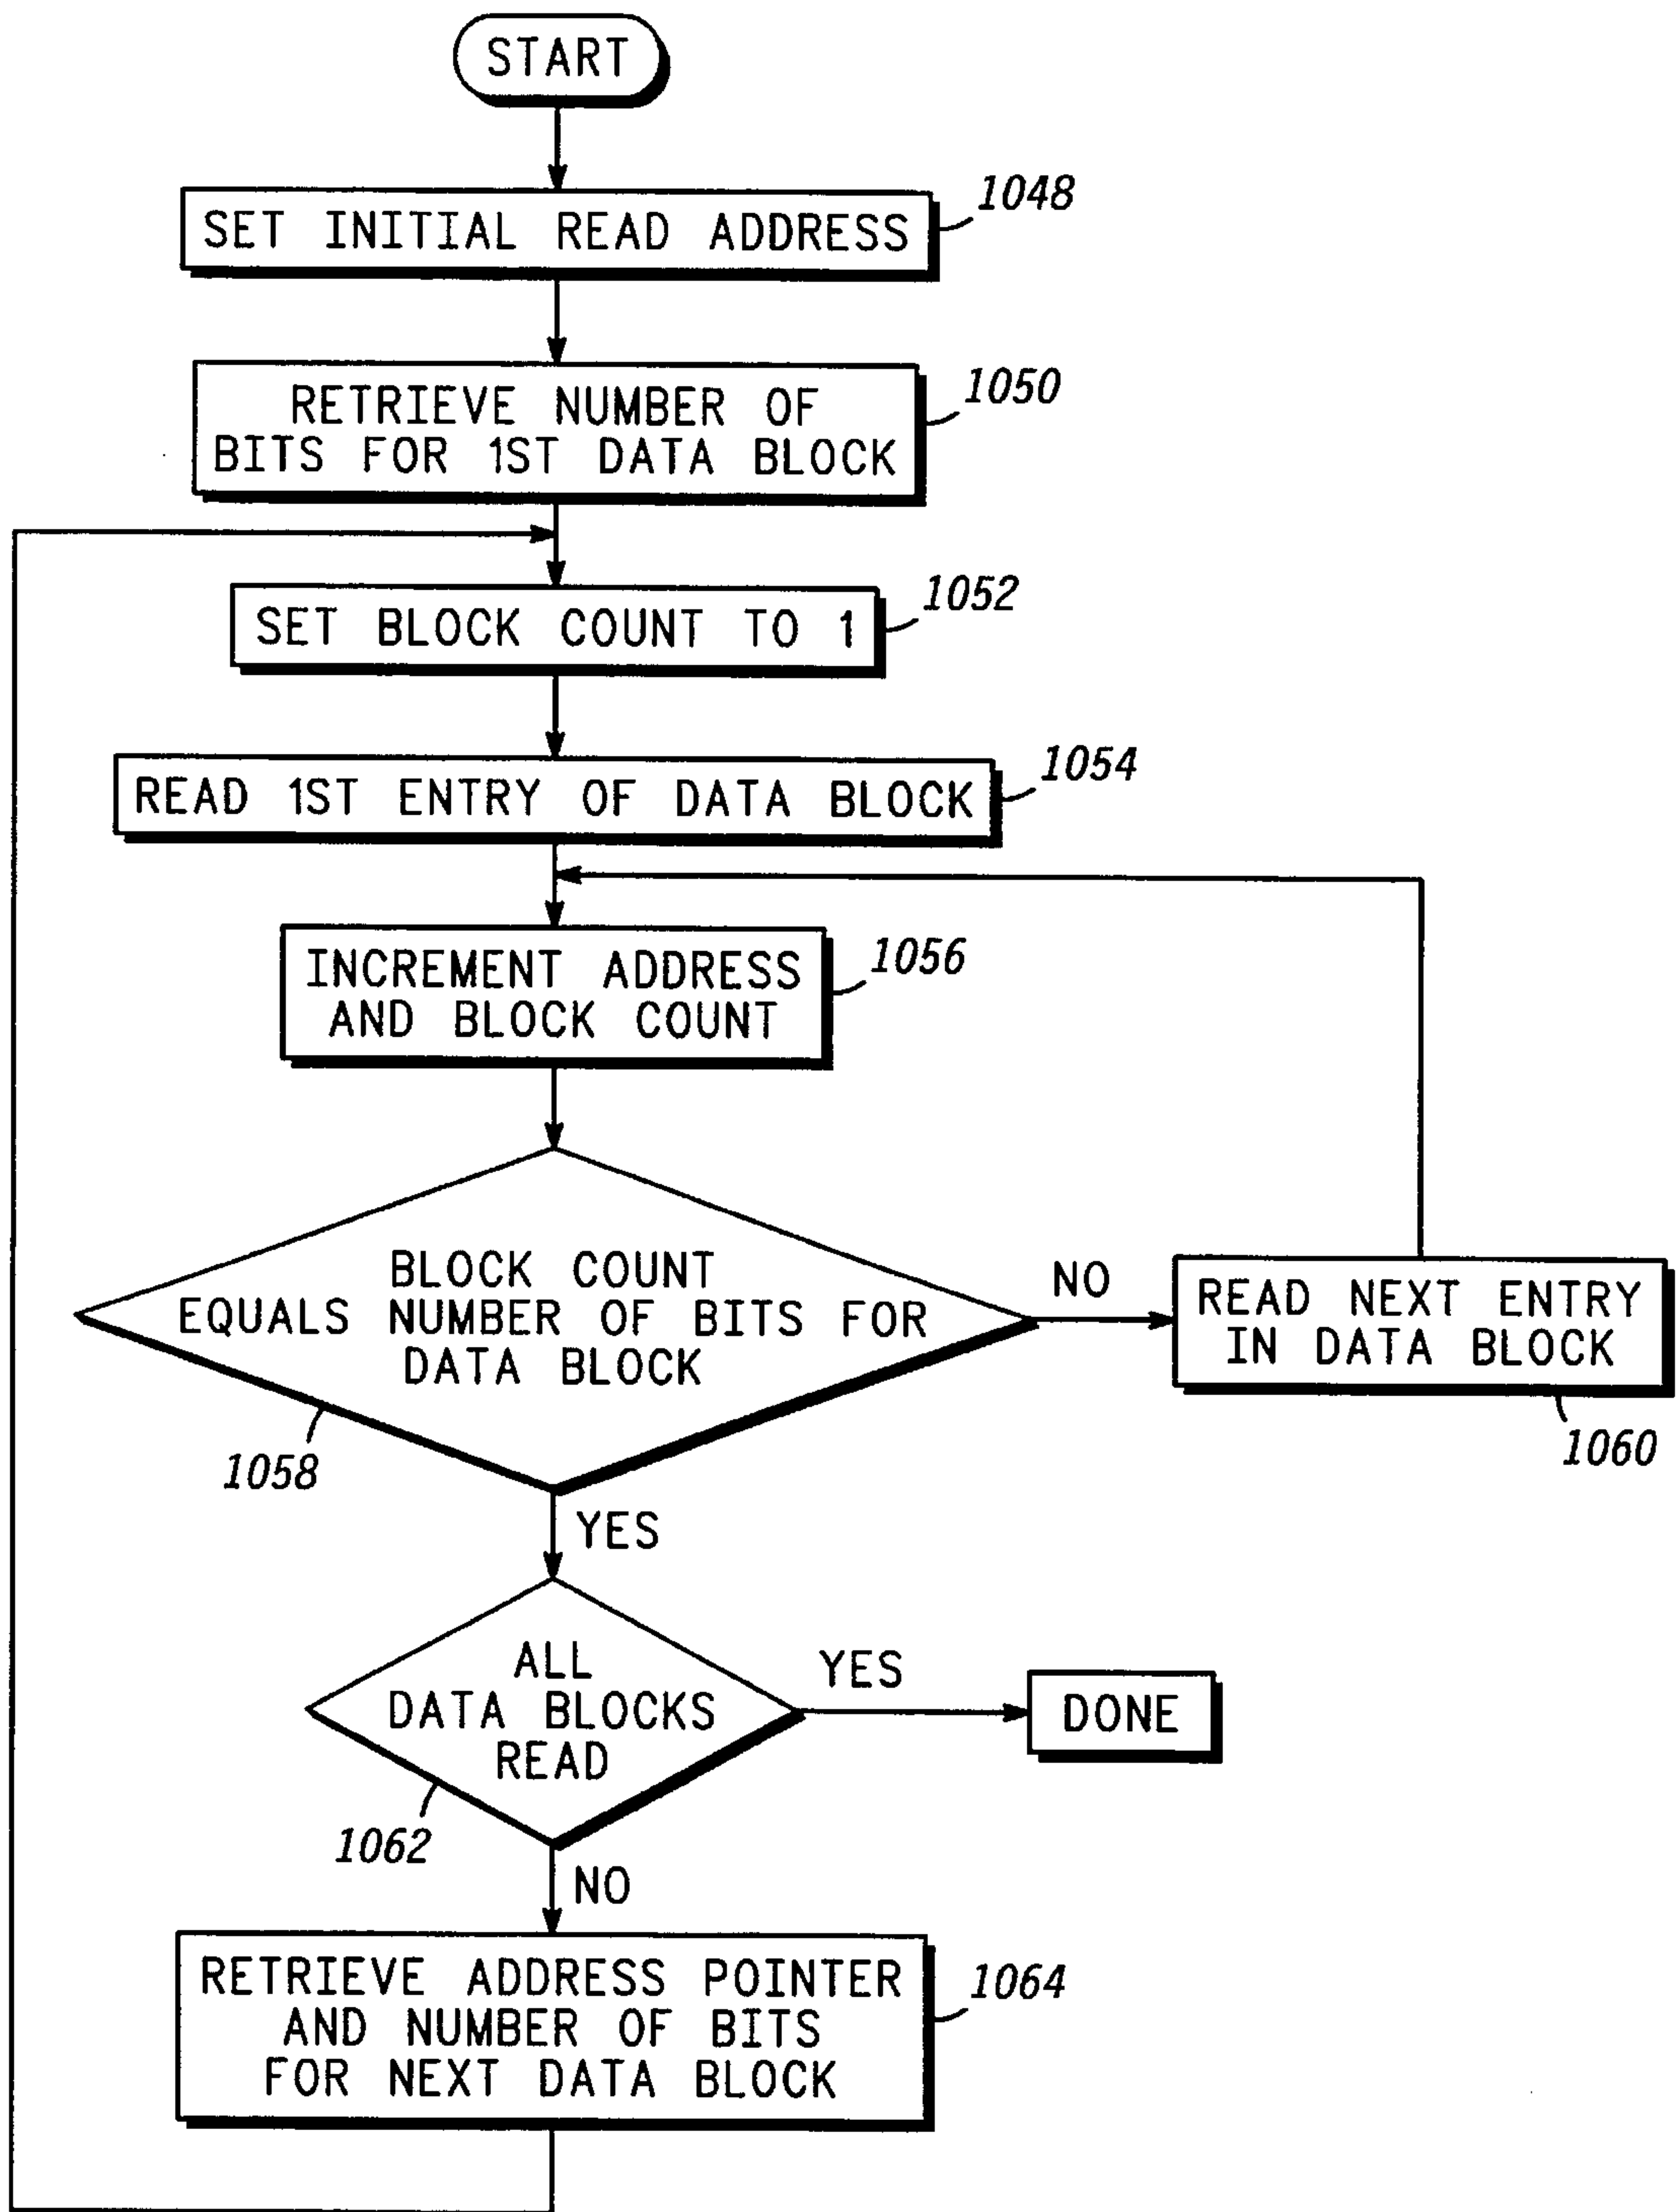 START
SET INITIAL READ ADDRESS
1048
RETRIEVE NUMBER OF
BITS FOR 1ST DATA BLOCK
1050
SET BLOCK COUNT TO 1
1052
READ 1ST ENTRY OF DATA BLOCK
1054
INCREMENT ADDRESS
AND BLOCK COUNT
1056
BLOCK COUNT
EQUALS NUMBER OF BITS FOR
DATA BLOCK
1058
NO
READ NEXT ENTRY
IN DATA BLOCK
1060
YES
ALL
DATA BLOCKS
READ
1062
YES
DONE
NO
RETRIEVE ADDRESS POINTER
AND NUMBER OF BITS
FOR NEXT DATA BLOCK
1064